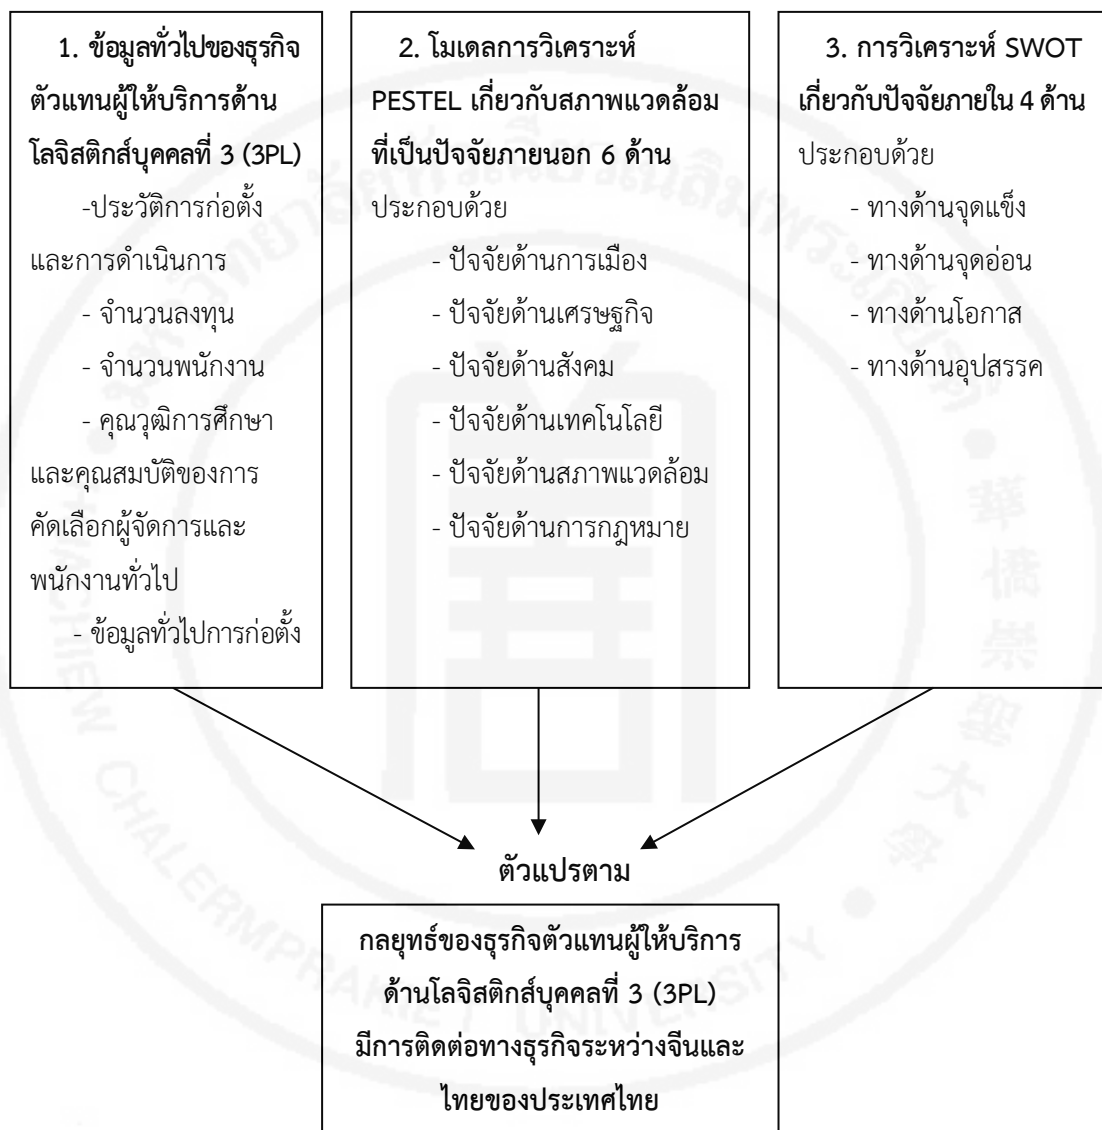 1. ข้อมูลทั่วไปของธุรกิจ
ตัวแทนผู้ให้บริการด้าน
โลจิสติกส์บุคคลที่ 3 (3PL)
-ประวัติการก่อตั้ง
และการดำเนินการ
- จำนวนลงทุน
- จำนวนพนักงาน
- คุณวุฒิการศึกษา
และคุณสมบัติของการ
คัดเลือกผู้จัดการและ
พนักงานทั่วไป
- ข้อมูลทั่วไปการก่อตั้ง
2. โมเดลการวิเคราะห์
PESTEL เกี่ยวกับสภาพแวดล้อม
ที่เป็นปัจจัยภายนอก 6 ด้าน
ประกอบด้วย
- ปัจจัยด้านการเมือง
- ปัจจัยด้านเศรษฐกิจ
- ปัจจัยด้านสังคม
- ปัจจัยด้านเทคโนโลยี
- ปัจจัยด้านสภาพแวดล้อม
- ปัจจัยด้านการกฎหมาย
3. การวิเคราะห์ SWOT
เกี่ยวกับปัจจัยภายใน 4 ด้าน
ประกอบด้วย
- ทางด้านจุดแข็ง
- ทางด้านจุดอ่อน
- ทางด้านโอกาส
- ทางด้านอุปสรรค
ตัวแปรตาม
กลยุทธ์ของธุรกิจตัวแทนผู้ให้บริการ
ด้านโลจิสติกส์บุคคลที่ 3 (3PL)
มีการติดต่อทางธุรกิจระหว่างจีนและ
ไทยของประเทศไทย
華僑崇聖大學
CHALERMPRAKIET UNIVERSITY